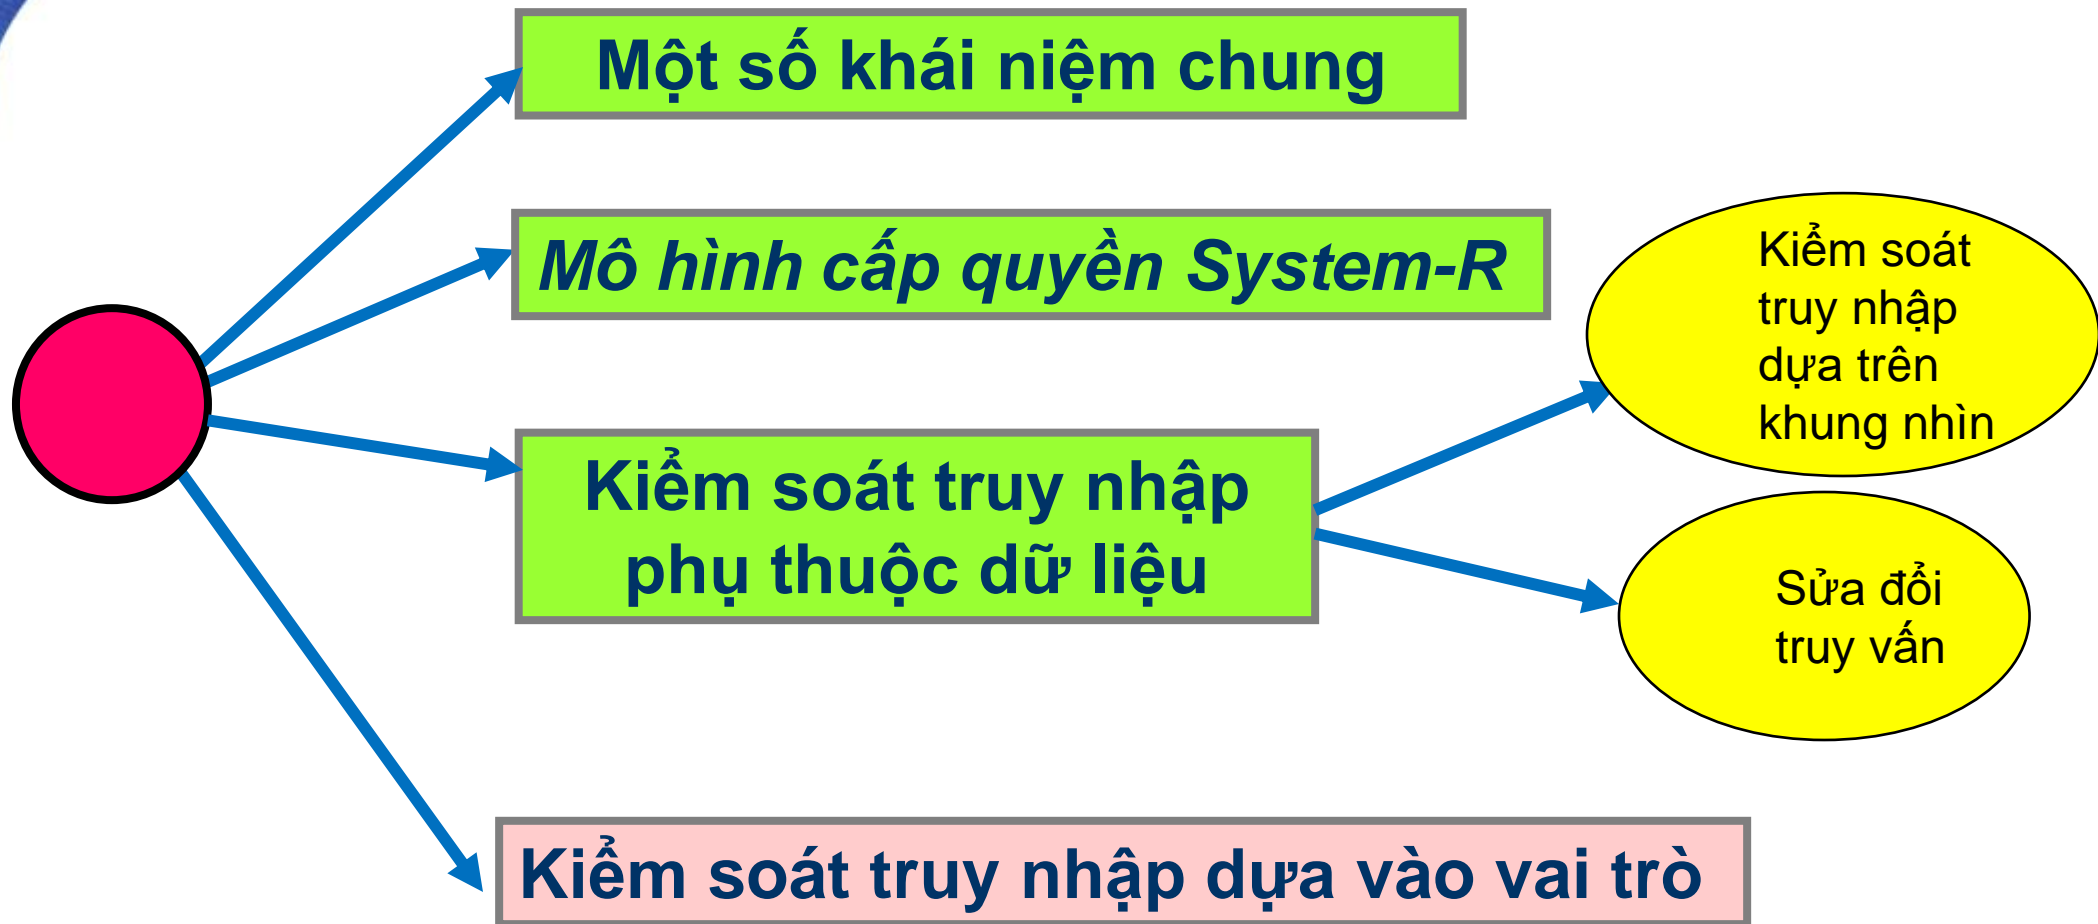 Một số khái niệm chung
Mô hình cấp quyền System-R
Kiểm soát truy nhập
phụ thuộc dữ liệu
Kiểm soát
truy nhập
dựa trên
khung nhìn
Sửa đổi
truy vấn
Kiểm soát truy nhập dựa vào vai trò